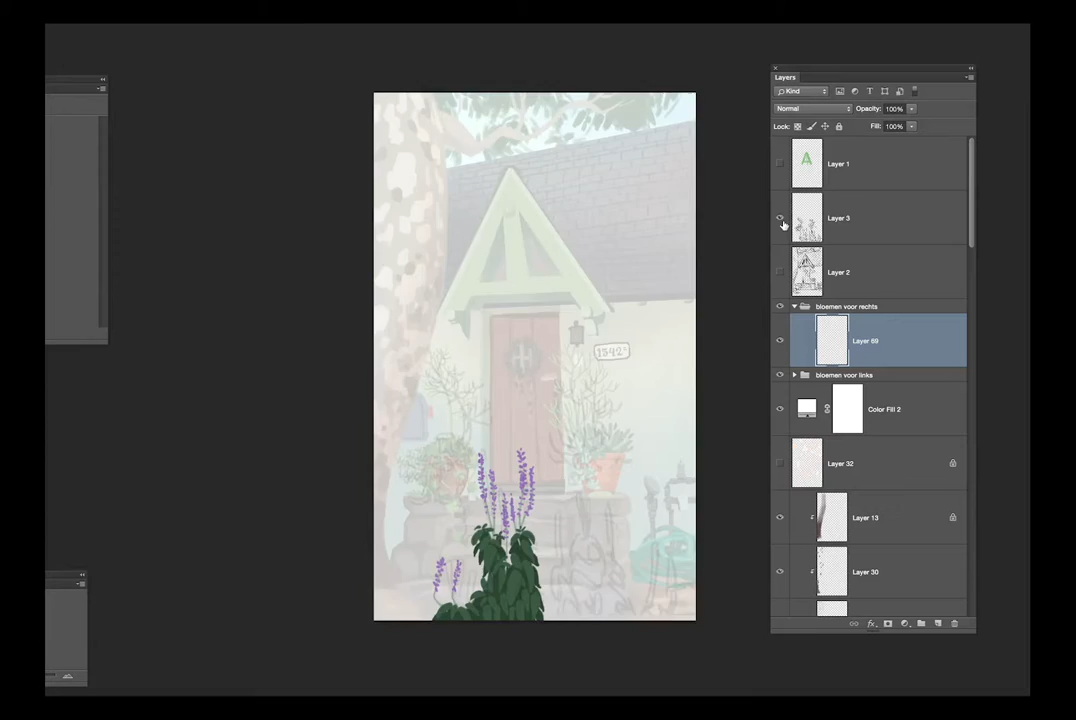 Layers
Kind
T
Normal
Opacity: 100%
Lock:
Fill: 100%
A
Layer 1
Layer 3
Layer 2
bloemen voor rechts
Layer 69
bloemen voor links
Color Fill 2
Layer 32
Layer 13
Layer 30
fx
1542